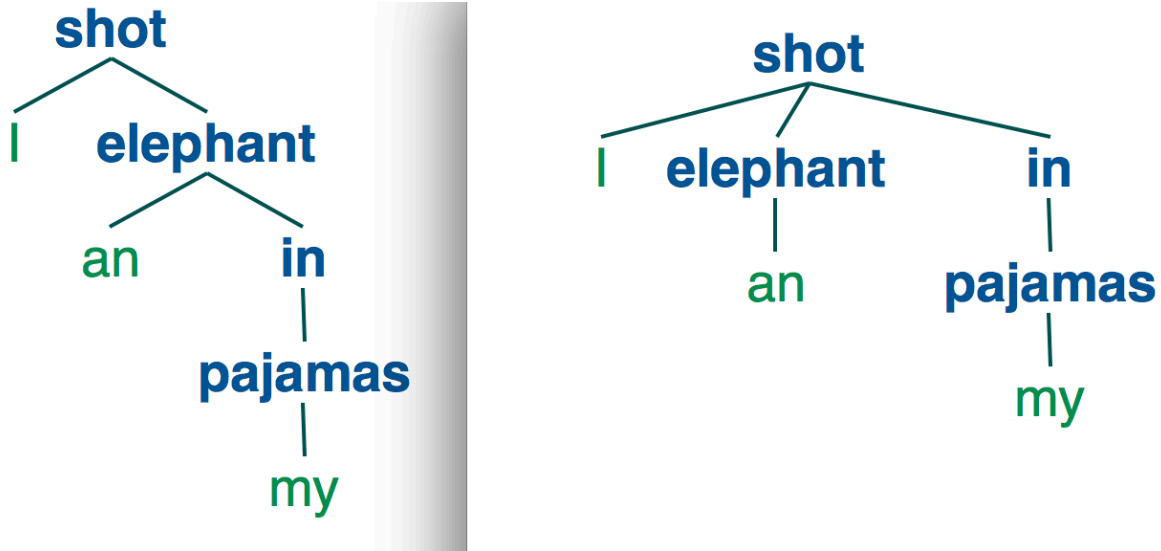 shot
I elephant
an in
pajamas
my
shot
I elephant in
an pajamas
my